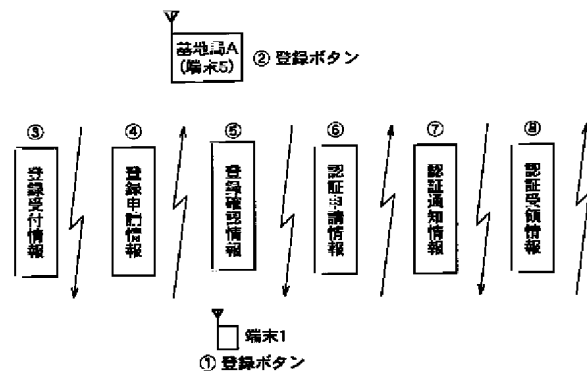 基地局A
(端末5)
② 登録ボタン
③
④
⑤
⑥
⑦
⑧
登録受付情報
登録申請情報
登録確認情報
認証申請情報
認証通知情報
認証受領情報
端末1
① 登録ボタン